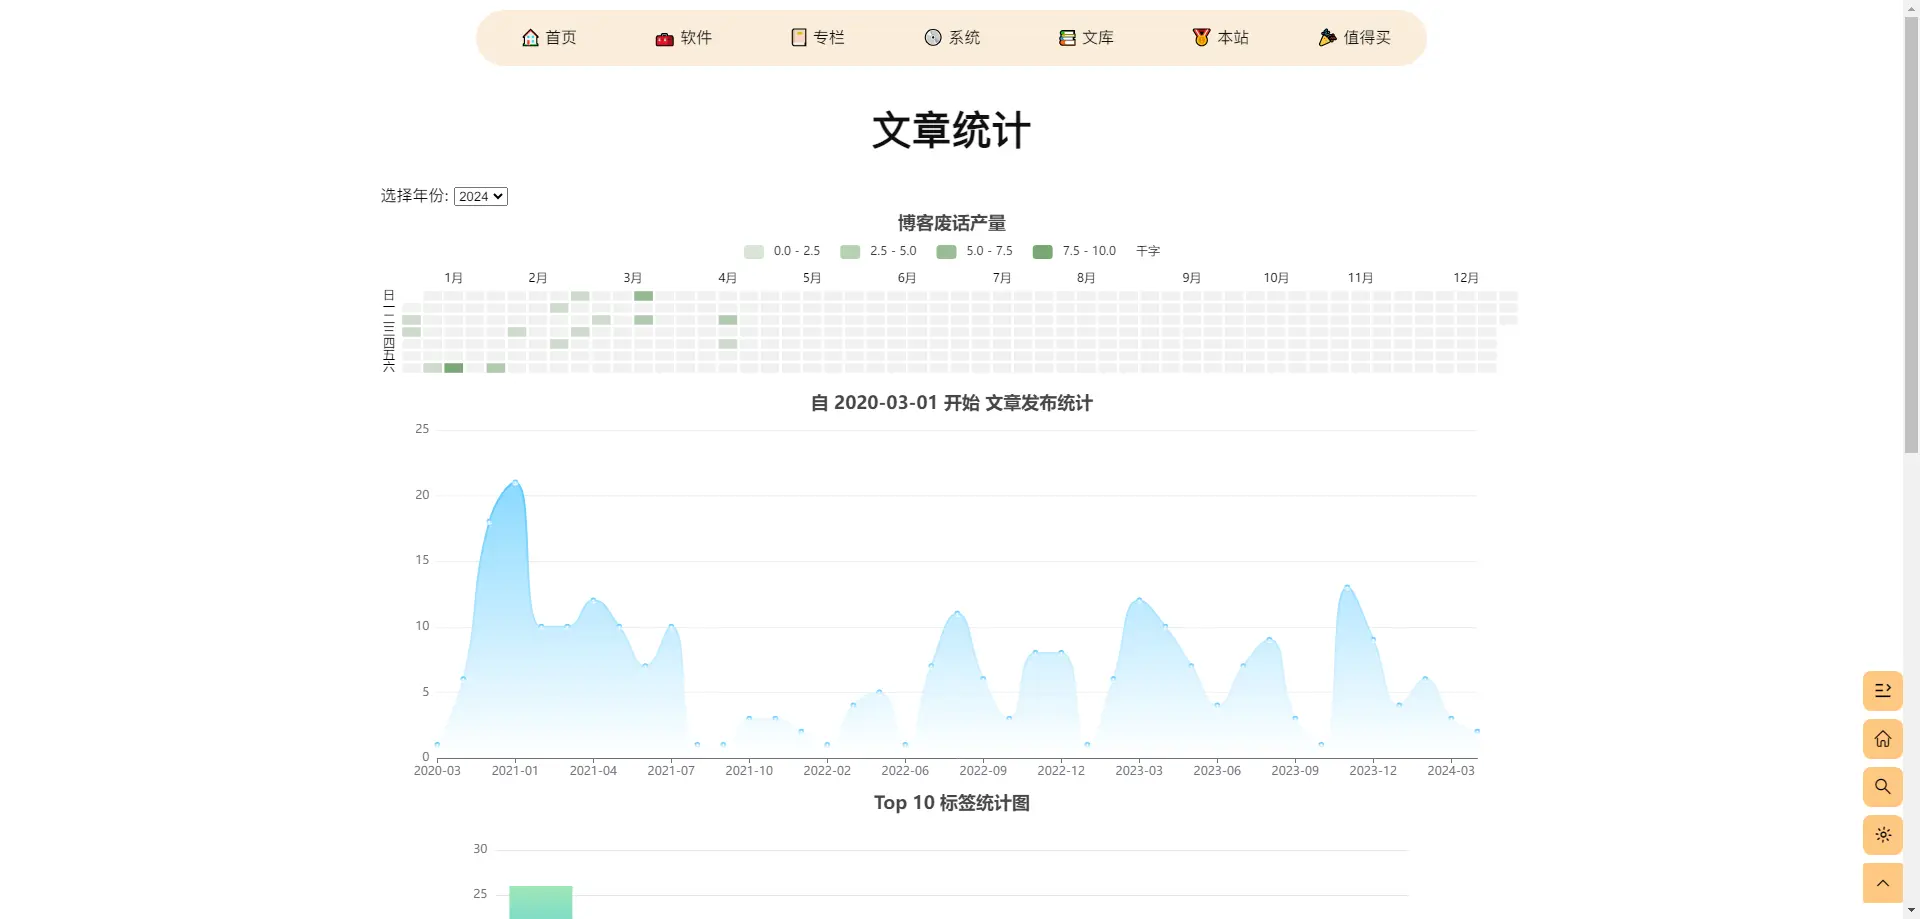 首页 软件 专栏 系统 文库 本站 值得买
文章统计
选择年份: 2024
博客废话产量
0.0 - 2.5 2.5 - 5.0 5.0 - 7.5 7.5 - 10.0 千字
1月 2月 3月 4月 5月 6月 7月 8月 9月 10月 11月 12月
日
一
二
三
四
五
六
自 2020-03-01 开始 文章发布统计
25
20
15
10
5
0
2020-03 2021-01 2021-04 2021-07 2021-10 2022-02 2022-06 2022-09 2022-12 2023-03 2023-06 2023-09 2023-12 2024-03
Top 10 标签统计图
30
25